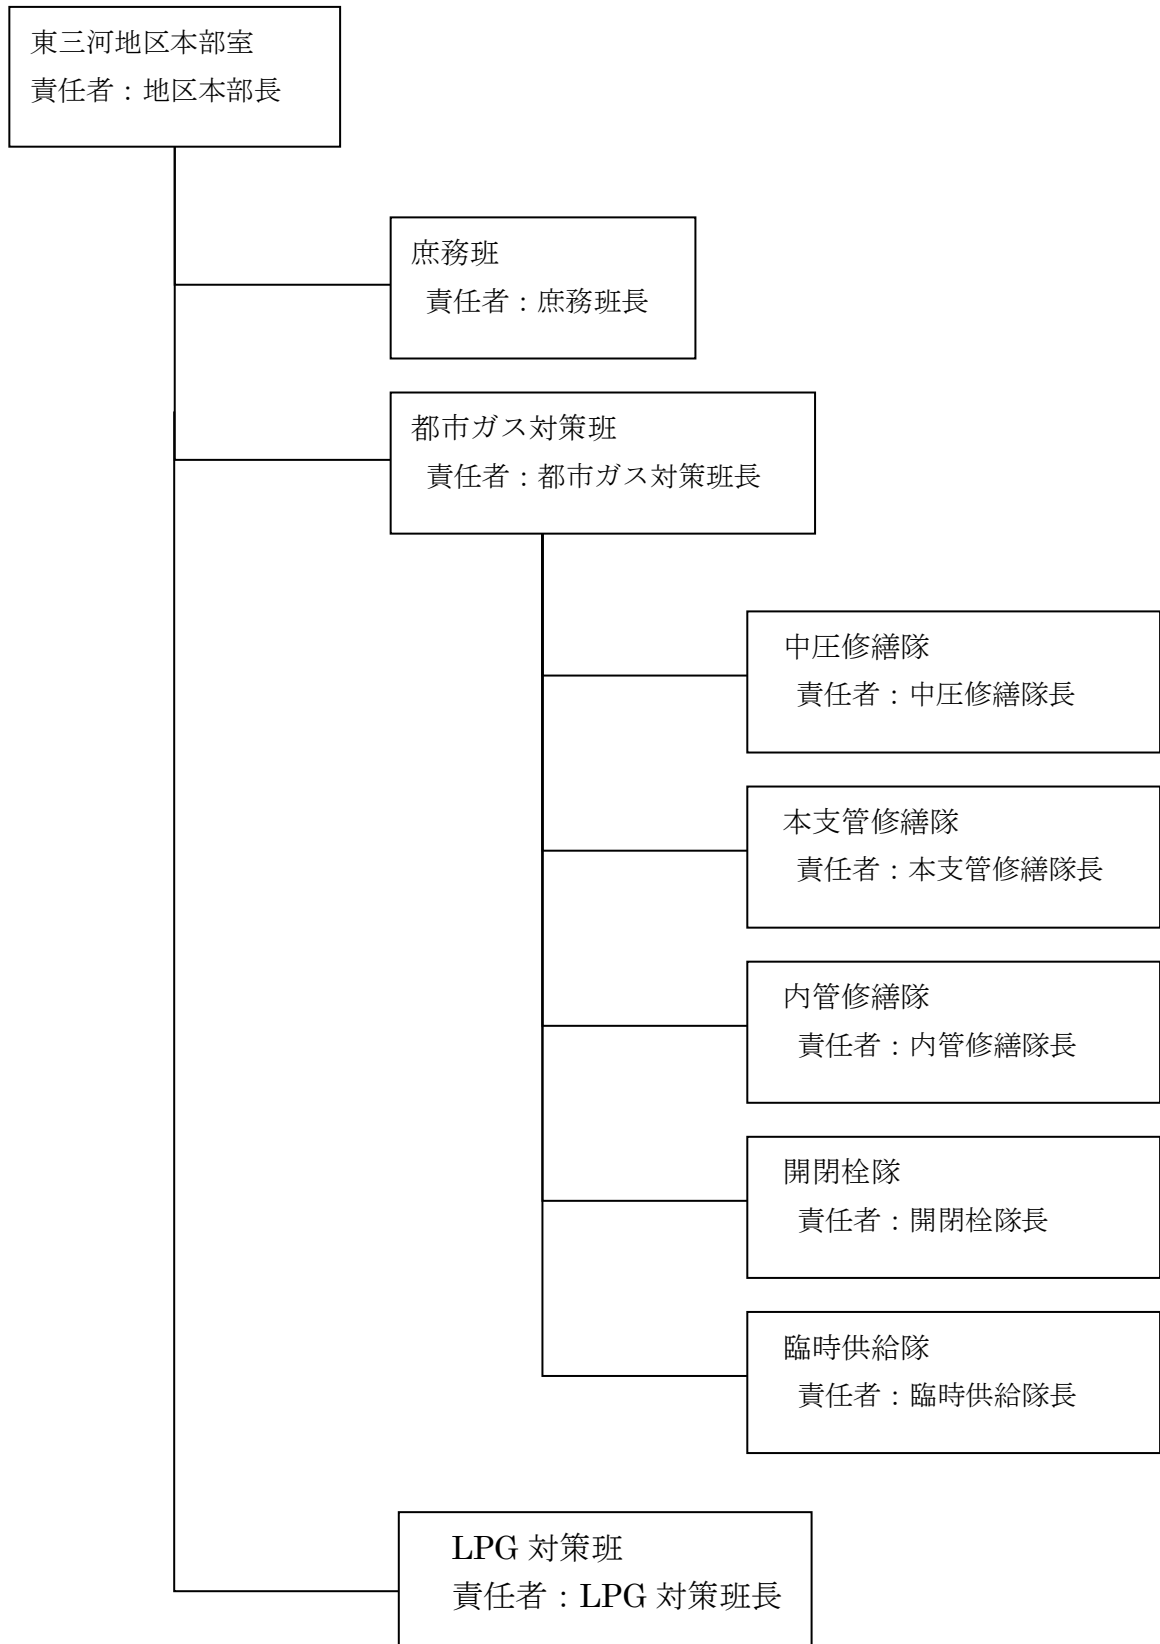 東三河地区本部室
責任者：地区本部長
庶務班
責任者：庶務班長
都市ガス対策班
責任者：都市ガス対策班長
中圧修繕隊
責任者：中圧修繕隊長
本支管修繕隊
責任者：本支管修繕隊長
内管修繕隊
責任者：内管修繕隊長
開閉栓隊
責任者：開閉栓隊長
臨時供給隊
責任者：臨時供給隊長
LPG 対策班
責任者：LPG 対策班長